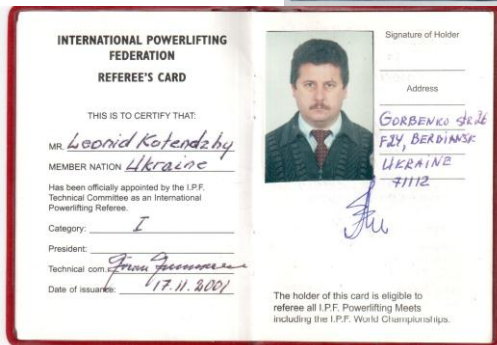 INTERNATIONAL POWERLIFTING
FEDERATION
REFEREE'S CARD
THIS IS TO CERTIFY THAT:
MR. Leonid Kotendzhy
MEMBER NATION Ukraine
Has been officially appointed by the I.P.F.
Technical Committee as an International
Powerlifting Referee.
Category: I
President:
Technical com.:
Date of issuance: 17.11.2001
Signature of Holder
Address
GORBENKO
F24, BERDIANSK
UKRAINE
71112
The holder of this card is eligible to
referee all I.P.F. Powerlifting Meets
including the I.P.F. World Championships.